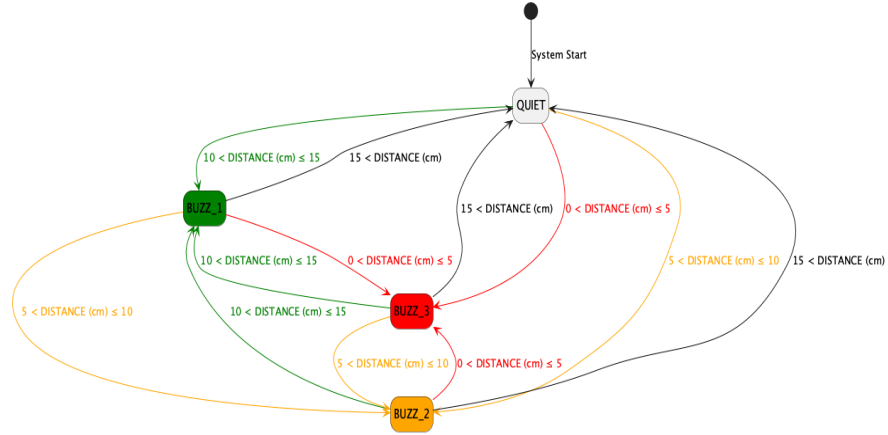 System Start
QUIET
10 < DISTANCE (cm) ≤ 15
15 < DISTANCE (cm)
BUZZ_1
15 < DISTANCE (cm)
0 < DISTANCE (cm) ≤ 5
10 < DISTANCE (cm) ≤ 15
0 < DISTANCE (cm) ≤ 5
5 < DISTANCE (cm) ≤ 10
15 < DISTANCE (cm)
5 < DISTANCE (cm) ≤ 10
10 < DISTANCE (cm) ≤ 15
BUZZ_3
5 < DISTANCE (cm) ≤ 10
0 < DISTANCE (cm) ≤ 5
BUZZ_2